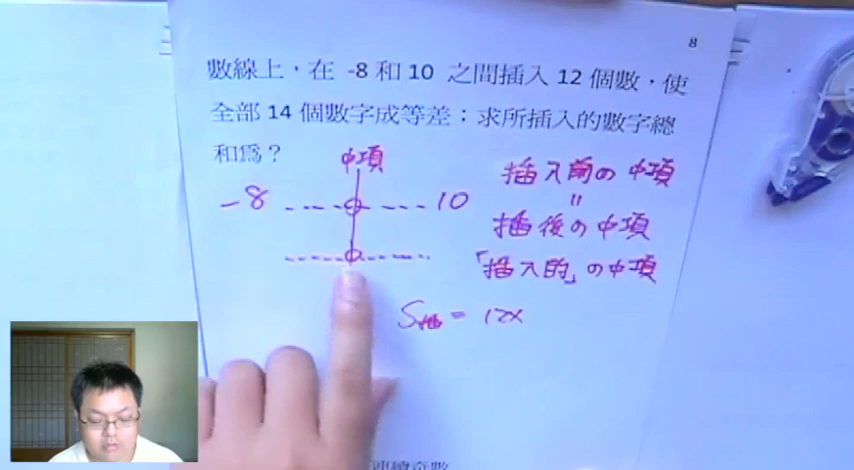 8
數線上，在 -8 和 10 之間插入 12 個數，使
全部 14 個數字成等差；求所插入的數字總
和為？
中項
-8 10
插入前の中項
=
插後の中項
「插入的」の中項
S插 = 12x